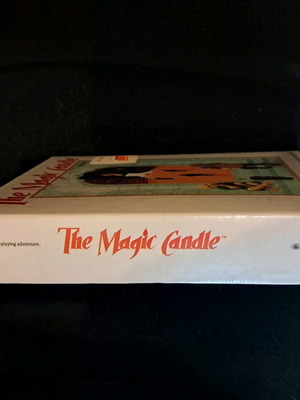 The Magic Candle
playing adventure.
The Magic Candle™